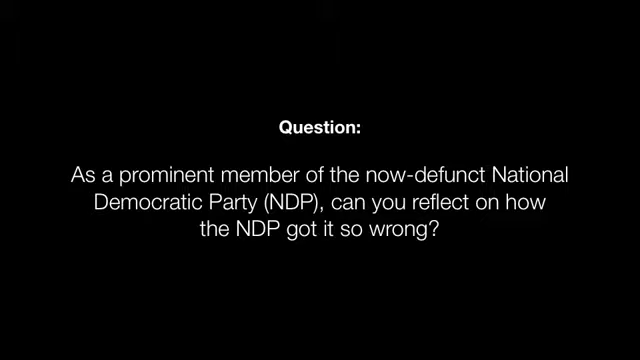 Question:
As a prominent member of the now-defunct National
Democratic Party (NDP), can you reflect on how
the NDP got it so wrong?